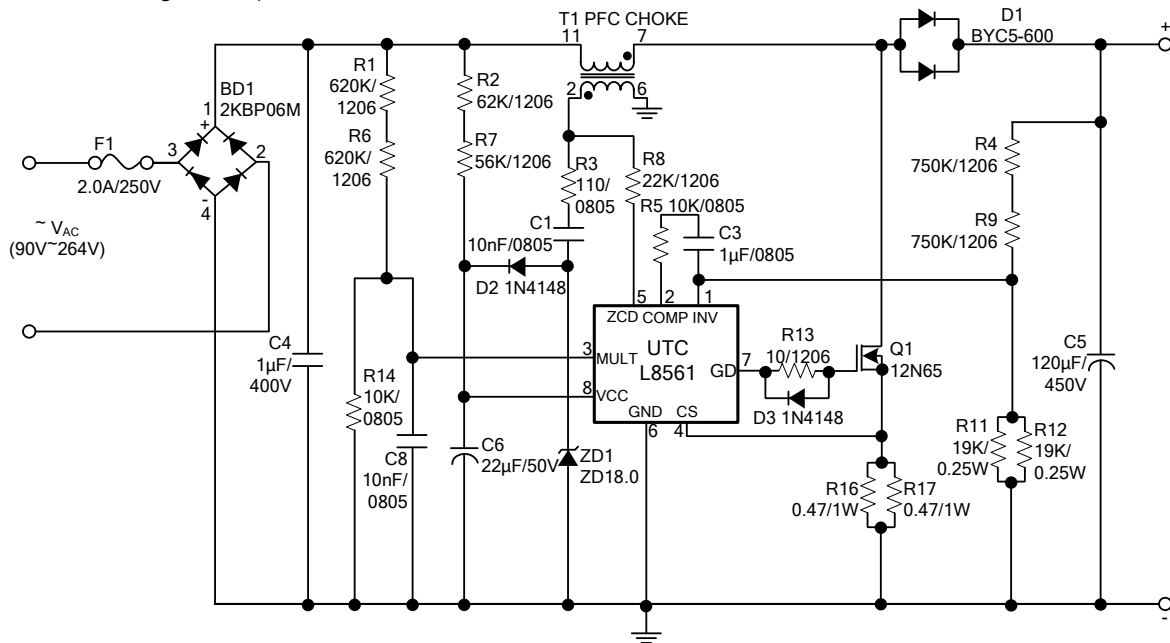 T1 PFC CHOKE
11
7
2
6
D1
BYC5-600
+
R1
620K/
1206
R6
620K/
1206
R2
62K/1206
R7
56K/1206
BD1
2KBP06M
1
+
3
2
-
4
F1
2.0A/250V
~ VAC
(90V~264V)
R3
110/
0805
R8
22K/1206
R5 10K/0805
C1
10nF/0805
C3
1µF/0805
D2 1N4148
R4
750K/1206
R9
750K/1206
5
2
1
ZCD COMP INV
3
MULT
UTC
L8561
GD
7
8
VCC
GND
CS
6
4
R13
10/1206
D3 1N4148
Q1
12N65
C4
1µF/
400V
R14
10K/
0805
C8
10nF/
0805
C6
22µF/50V
ZD1
ZD18.0
C5
120µF/
450V
R11
19K/
0.25W
R12
19K/
0.25W
R16
0.47/1W
R17
0.47/1W
-